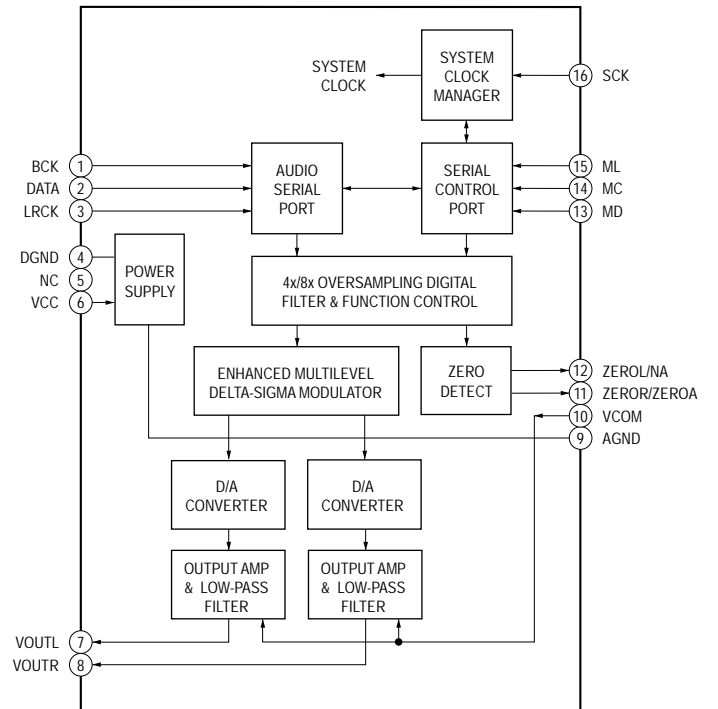 SYSTEM
CLOCK
SYSTEM
CLOCK
MANAGER
16 SCK
BCK 1
DATA 2
LRCK 3
AUDIO
SERIAL
PORT
SERIAL
CONTROL
PORT
15 ML
14 MC
13 MD
DGND 4
NC 5
VCC 6
POWER
SUPPLY
4x/8x OVERSAMPLING DIGITAL
FILTER & FUNCTION CONTROL
ENHANCED MULTILEVEL
DELTA-SIGMA MODULATOR
ZERO
DETECT
12 ZEROL/NA
11 ZEROR/ZEROA
10 VCOM
9 AGND
D/A
CONVERTER
D/A
CONVERTER
OUTPUT AMP
& LOW-PASS
FILTER
OUTPUT AMP
& LOW-PASS
FILTER
VOUTL 7
VOUTR 8